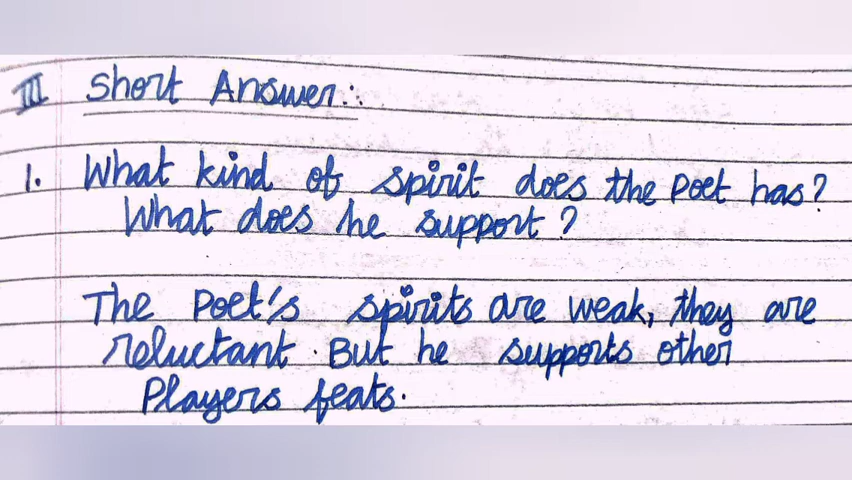 III Short Answer:.
1. What kind of spirit does the Poet has?
What does he support?
The Poet's spirits are weak, they are
reluctant. But he supports other
Players feats.